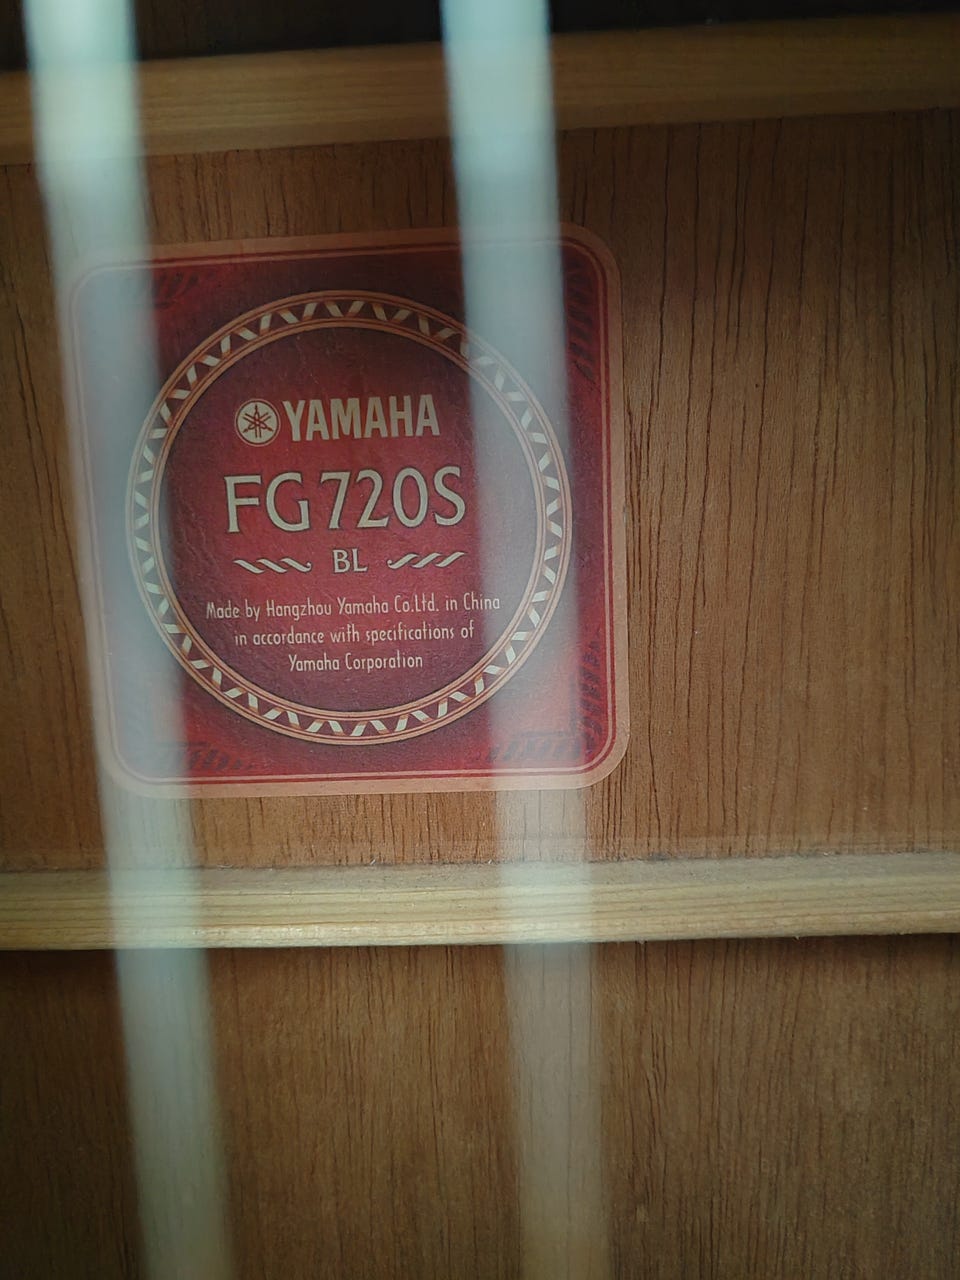 YAMAHA
FG720S
BL
Made by Hangzhou Yamaha Co.Ltd. in China
in accordance with specifications of
Yamaha Corporation